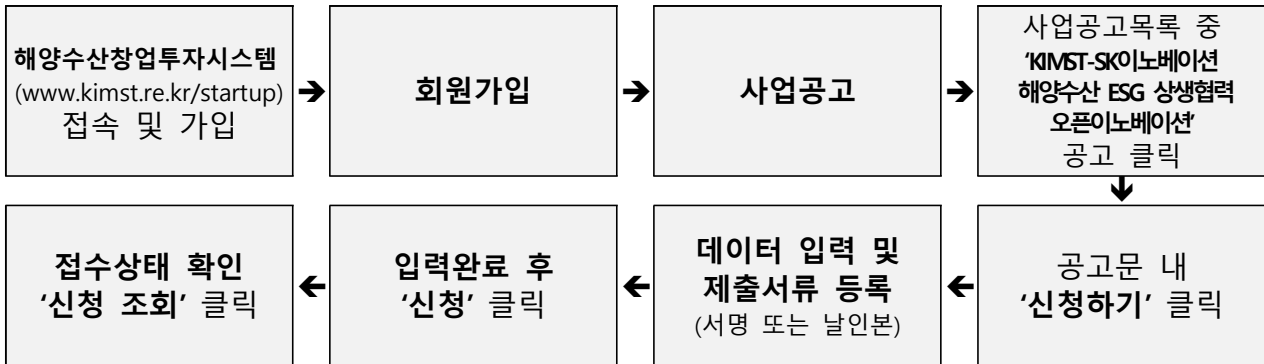 해양수산창업투자시스템
(www.kimst.re.kr/startup)
접속 및 가입
회원가입
사업공고
사업공고목록 중
'KIMST-SK이노베이션
해양수산 ESG 상생협력
오픈이노베이션'
공고 클릭
공고문 내
'신청하기' 클릭
데이터 입력 및
제출서류 등록
(서명 또는 날인본)
입력완료 후
'신청' 클릭
접수상태 확인
'신청 조회' 클릭